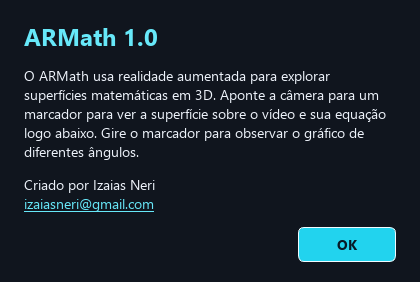 ARMath 1.0
O ARMath usa realidade aumentada para explorar
superfícies matemáticas em 3D. Aponte a câmera para um
marcador para ver a superfície sobre o vídeo e sua equação
logo abaixo. Gire o marcador para observar o gráfico de
diferentes ângulos.
Criado por Izaias Neri
izaiasneri@gmail.com
OK